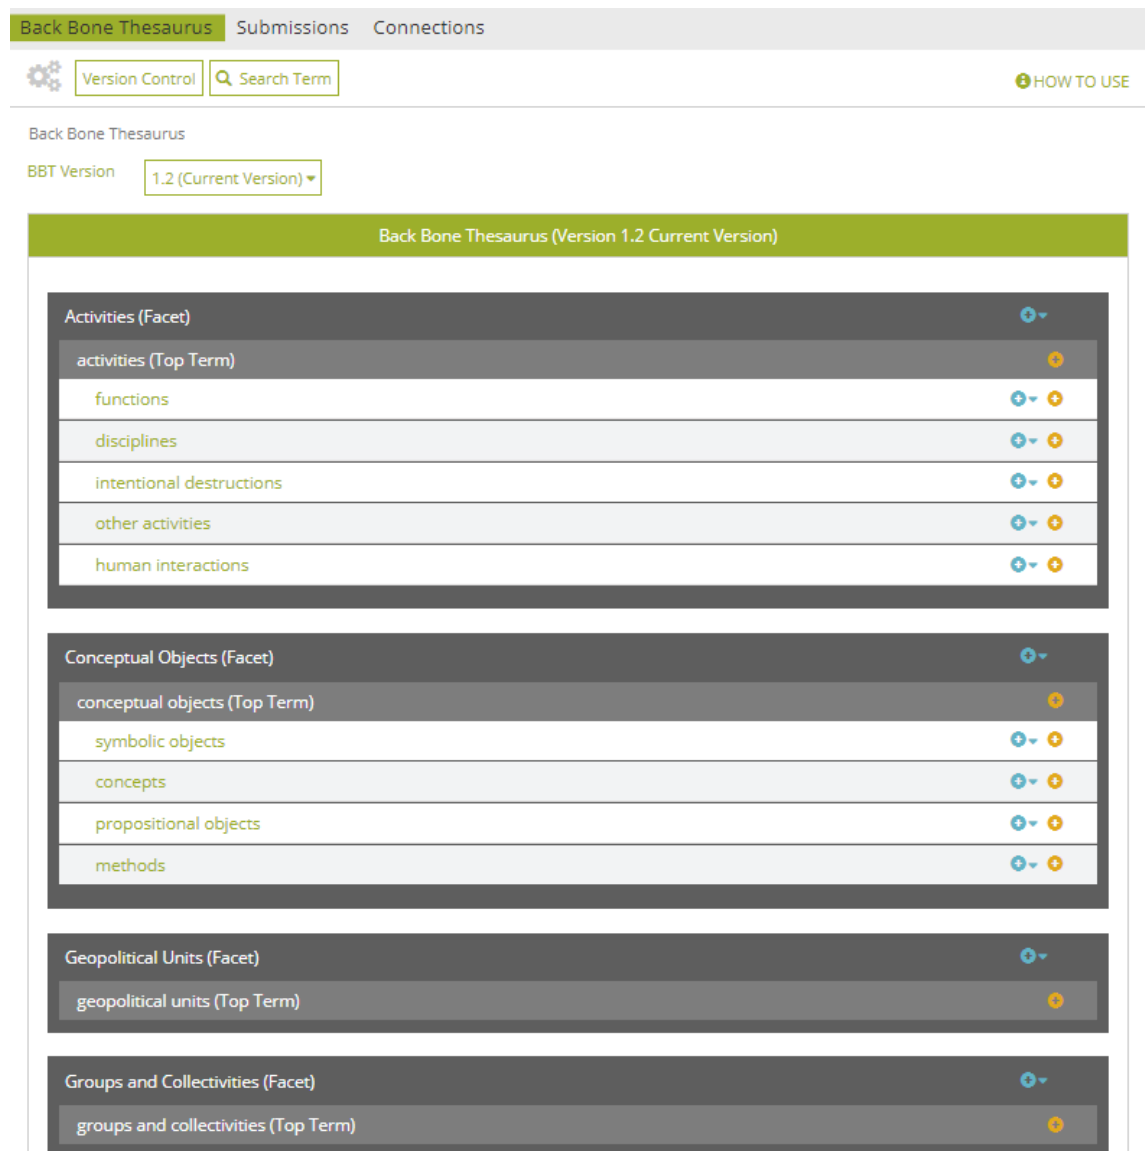 Back Bone Thesaurus Submissions Connections
Version Control Search Term HOW TO USE
Back Bone Thesaurus
BBT Version 1.2 (Current Version)
Back Bone Thesaurus (Version 1.2 Current Version)
Activities (Facet)
activities (Top Term)
functions
disciplines
intentional destructions
other activities
human interactions
Conceptual Objects (Facet)
conceptual objects (Top Term)
symbolic objects
concepts
propositional objects
methods
Geopolitical Units (Facet)
geopolitical units (Top Term)
Groups and Collectivities (Facet)
groups and collectivities (Top Term)